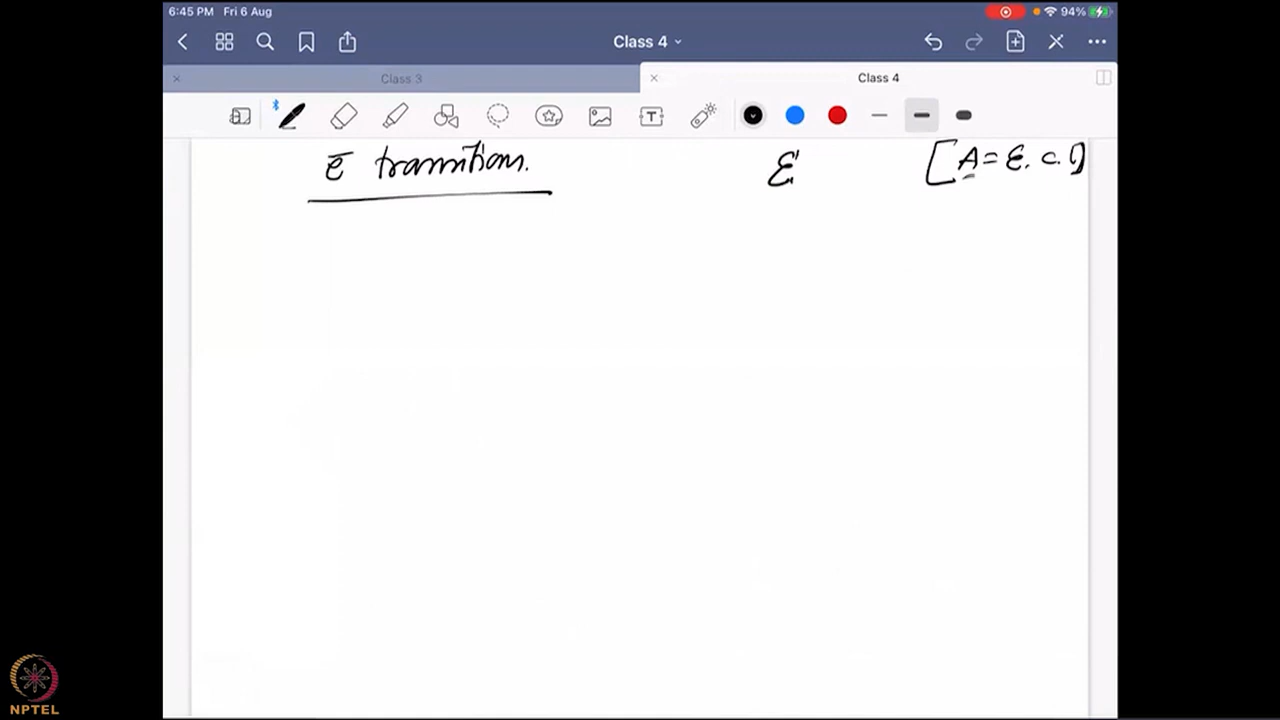 6:45 PM Fri 6 Aug 94%
Class 4
Class 3 Class 4
T
ē transitions. Ɛ [A = Ɛ. c. l]
NPTEL